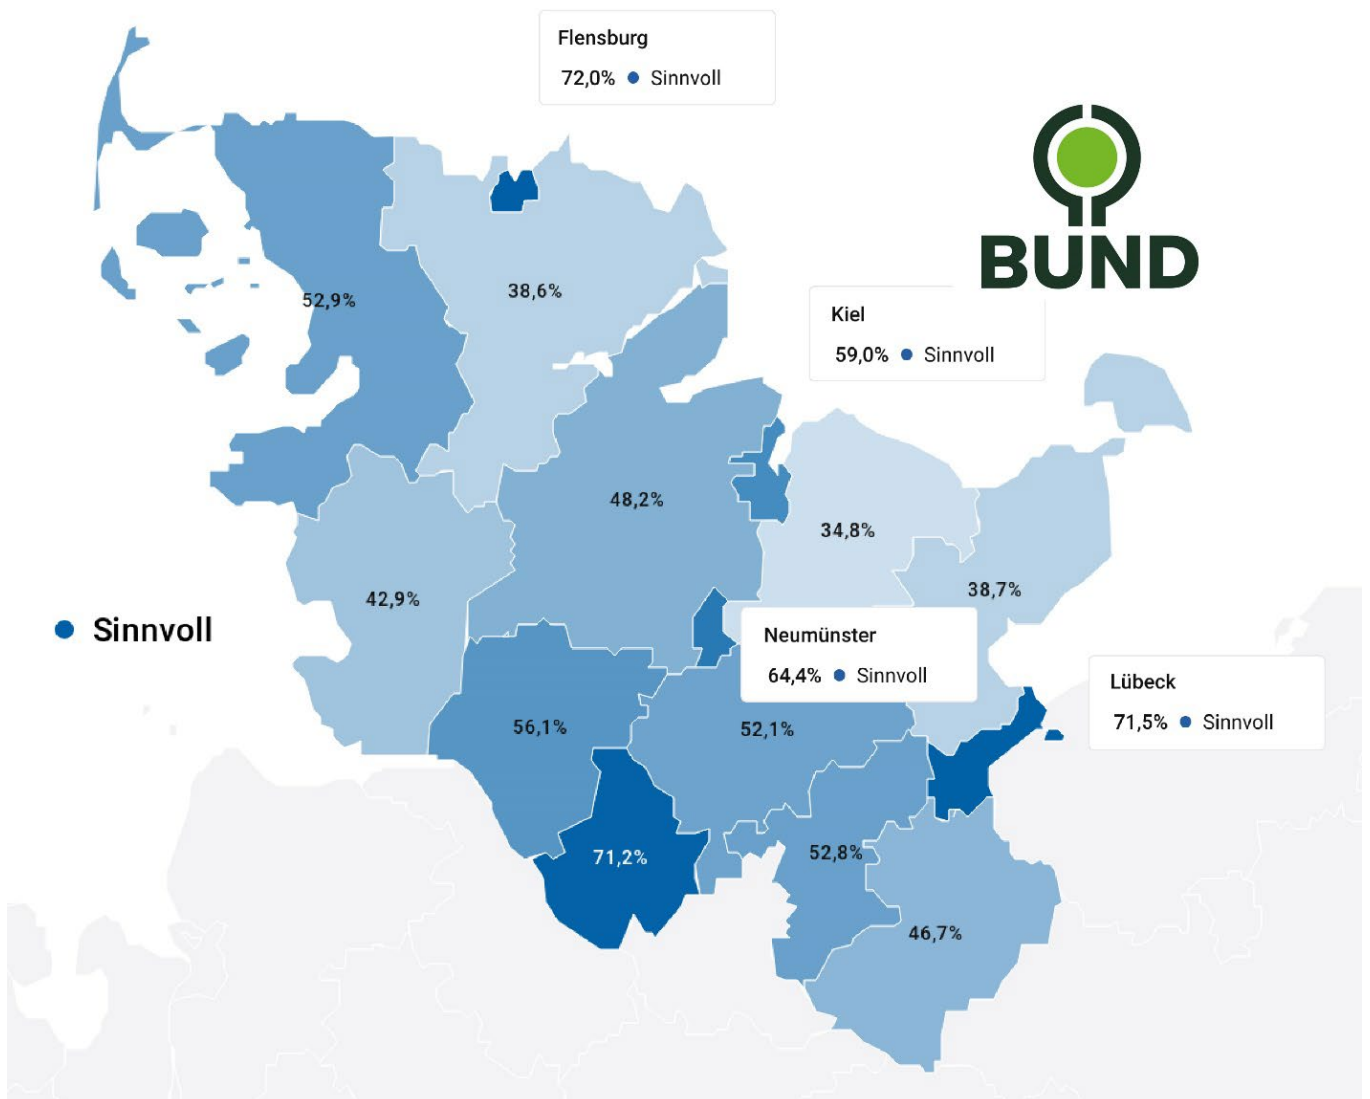 Flensburg
72,0% ● Sinnvoll
BUND
52,9%
38,6%
Kiel
59,0% ● Sinnvoll
48,2%
34,8%
42,9%
38,7%
● Sinnvoll
Neumünster
64,4% ● Sinnvoll
Lübeck
71,5% ● Sinnvoll
56,1%
52,1%
71,2%
52,8%
46,7%